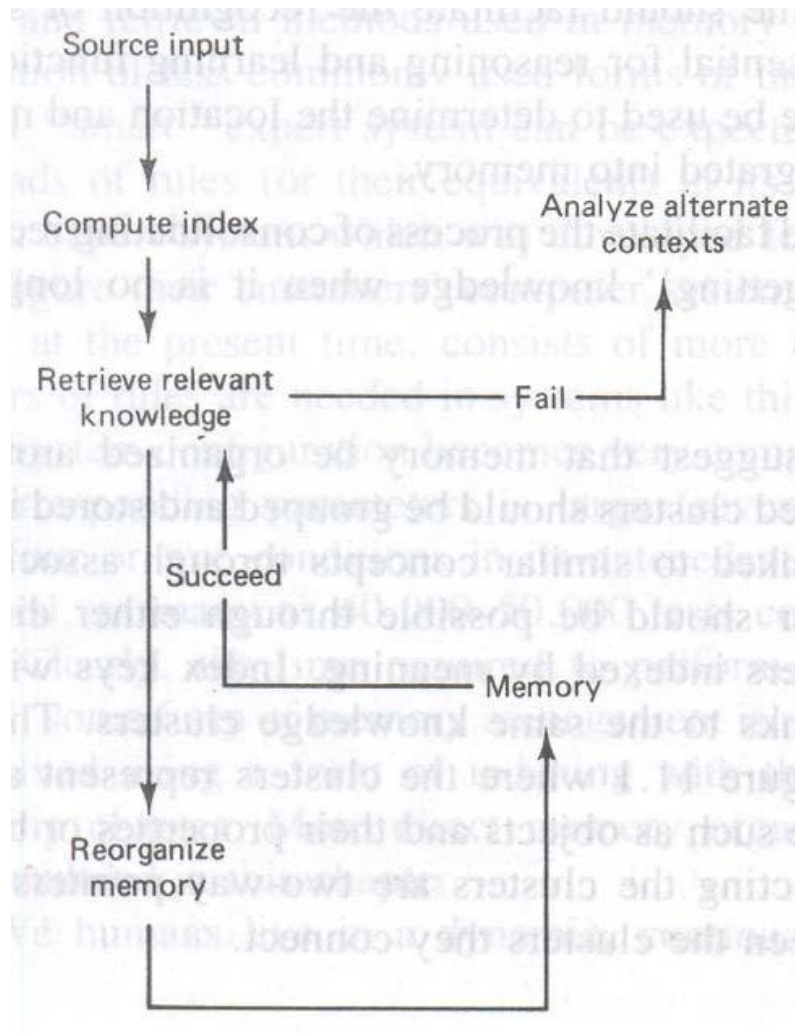 Source input
Compute index
Analyze alternate
contexts
Retrieve relevant
knowledge
Fail
Succeed
Memory
Reorganize
memory